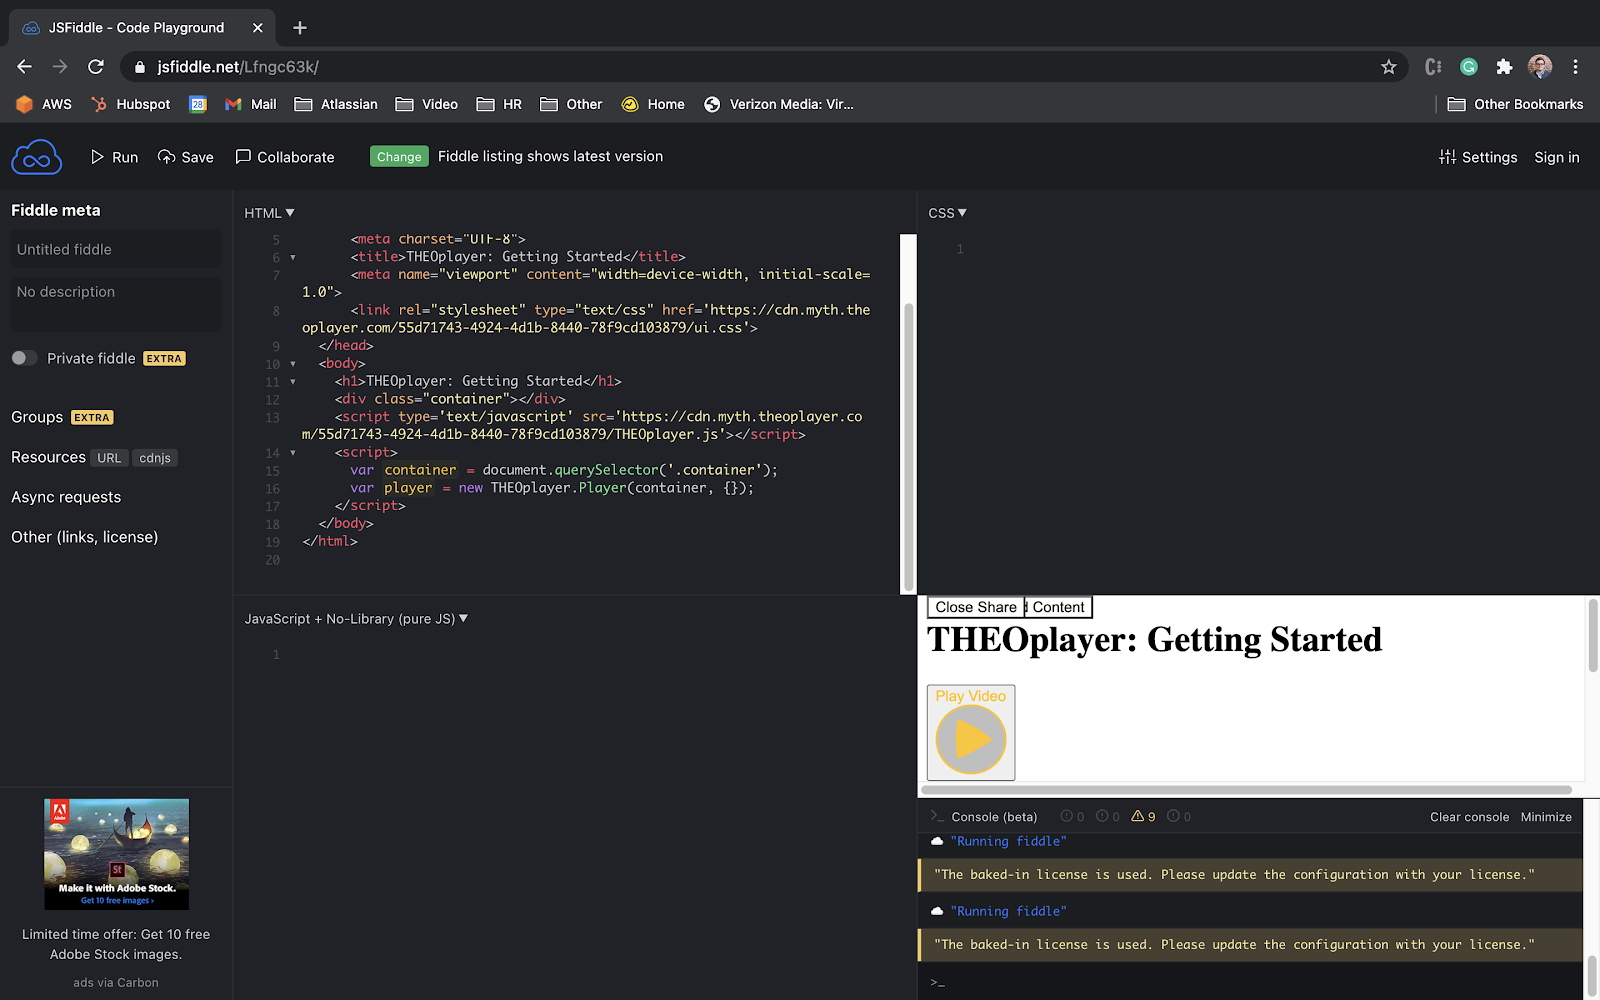 JSFiddle - Code Playground
jsfiddle.net/Lfngc63k/
AWS Hubspot 28 Mail Atlassian Video HR Other Home Verizon Media: Vir... Other Bookmarks
Run Save Collaborate Change Fiddle listing shows latest version Settings Sign in
Fiddle meta
Untitled fiddle
No description
Private fiddle EXTRA
Groups EXTRA
Resources URL cdnjs
Async requests
Other (links, license)
Adobe
St
Make it with Adobe Stock.
Get 10 free images ›
Limited time offer: Get 10 free
Adobe Stock images.
ads via Carbon
HTML ▼
5 <meta charset="UTF-8">
6 <title>THEOplayer: Getting Started</title>
7 <meta name="viewport" content="width=device-width, initial-scale=
1.0">
8 <link rel="stylesheet" type="text/css" href='https://cdn.myth.the
oplayer.com/55d71743-4924-4d1b-8440-78f9cd103879/ui.css'>
9 </head>
10 <body>
11 <h1>THEOplayer: Getting Started</h1>
12 <div class="container"></div>
13 <script type='text/javascript' src='https://cdn.myth.theoplayer.co
m/55d71743-4924-4d1b-8440-78f9cd103879/THEOplayer.js'></script>
14 <script>
15 var container = document.querySelector('.container');
16 var player = new THEOplayer.Player(container, {});
17 </script>
18 </body>
19 </html>
20
JavaScript + No-Library (pure JS) ▼
1
CSS ▼
1
Close Share d Content
THEOplayer: Getting Started
Play Video
>_ Console (beta) 0 0 9 0 Clear console Minimize
"Running fiddle"
"The baked-in license is used. Please update the configuration with your license."
"Running fiddle"
"The baked-in license is used. Please update the configuration with your license."
>_